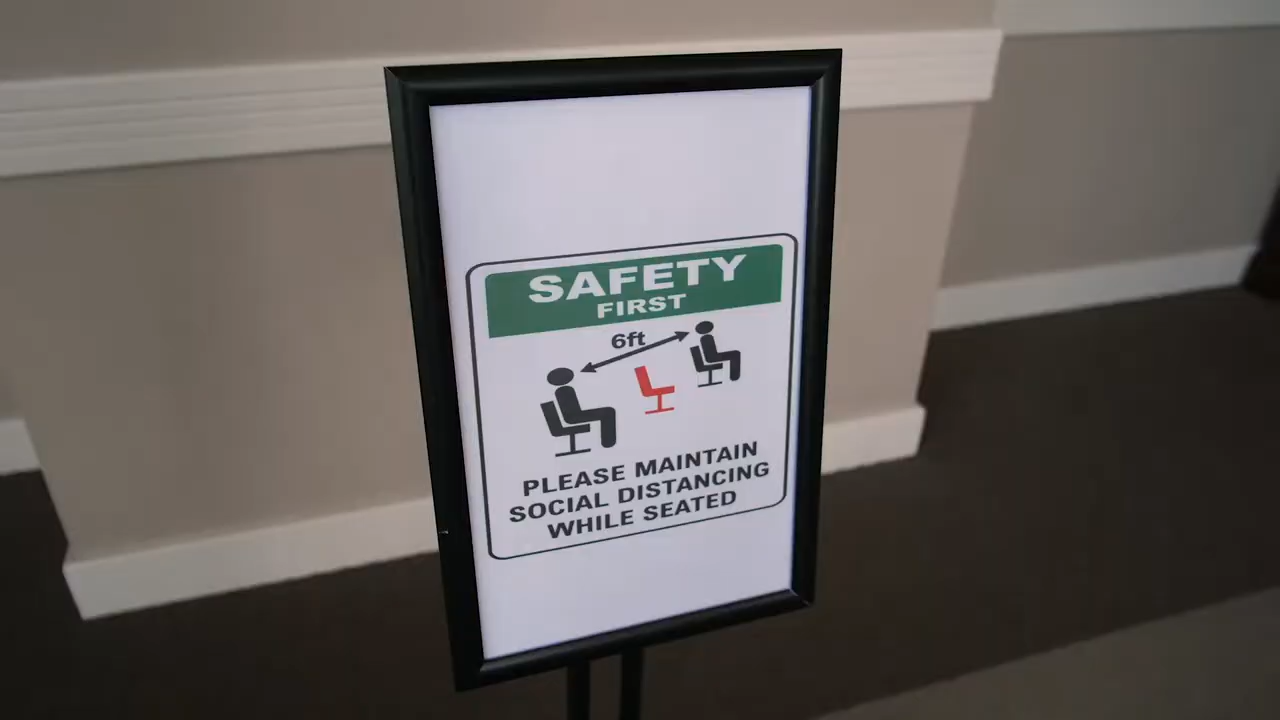 SAFETY
FIRST
6ft
PLEASE MAINTAIN
SOCIAL DISTANCING
WHILE SEATED